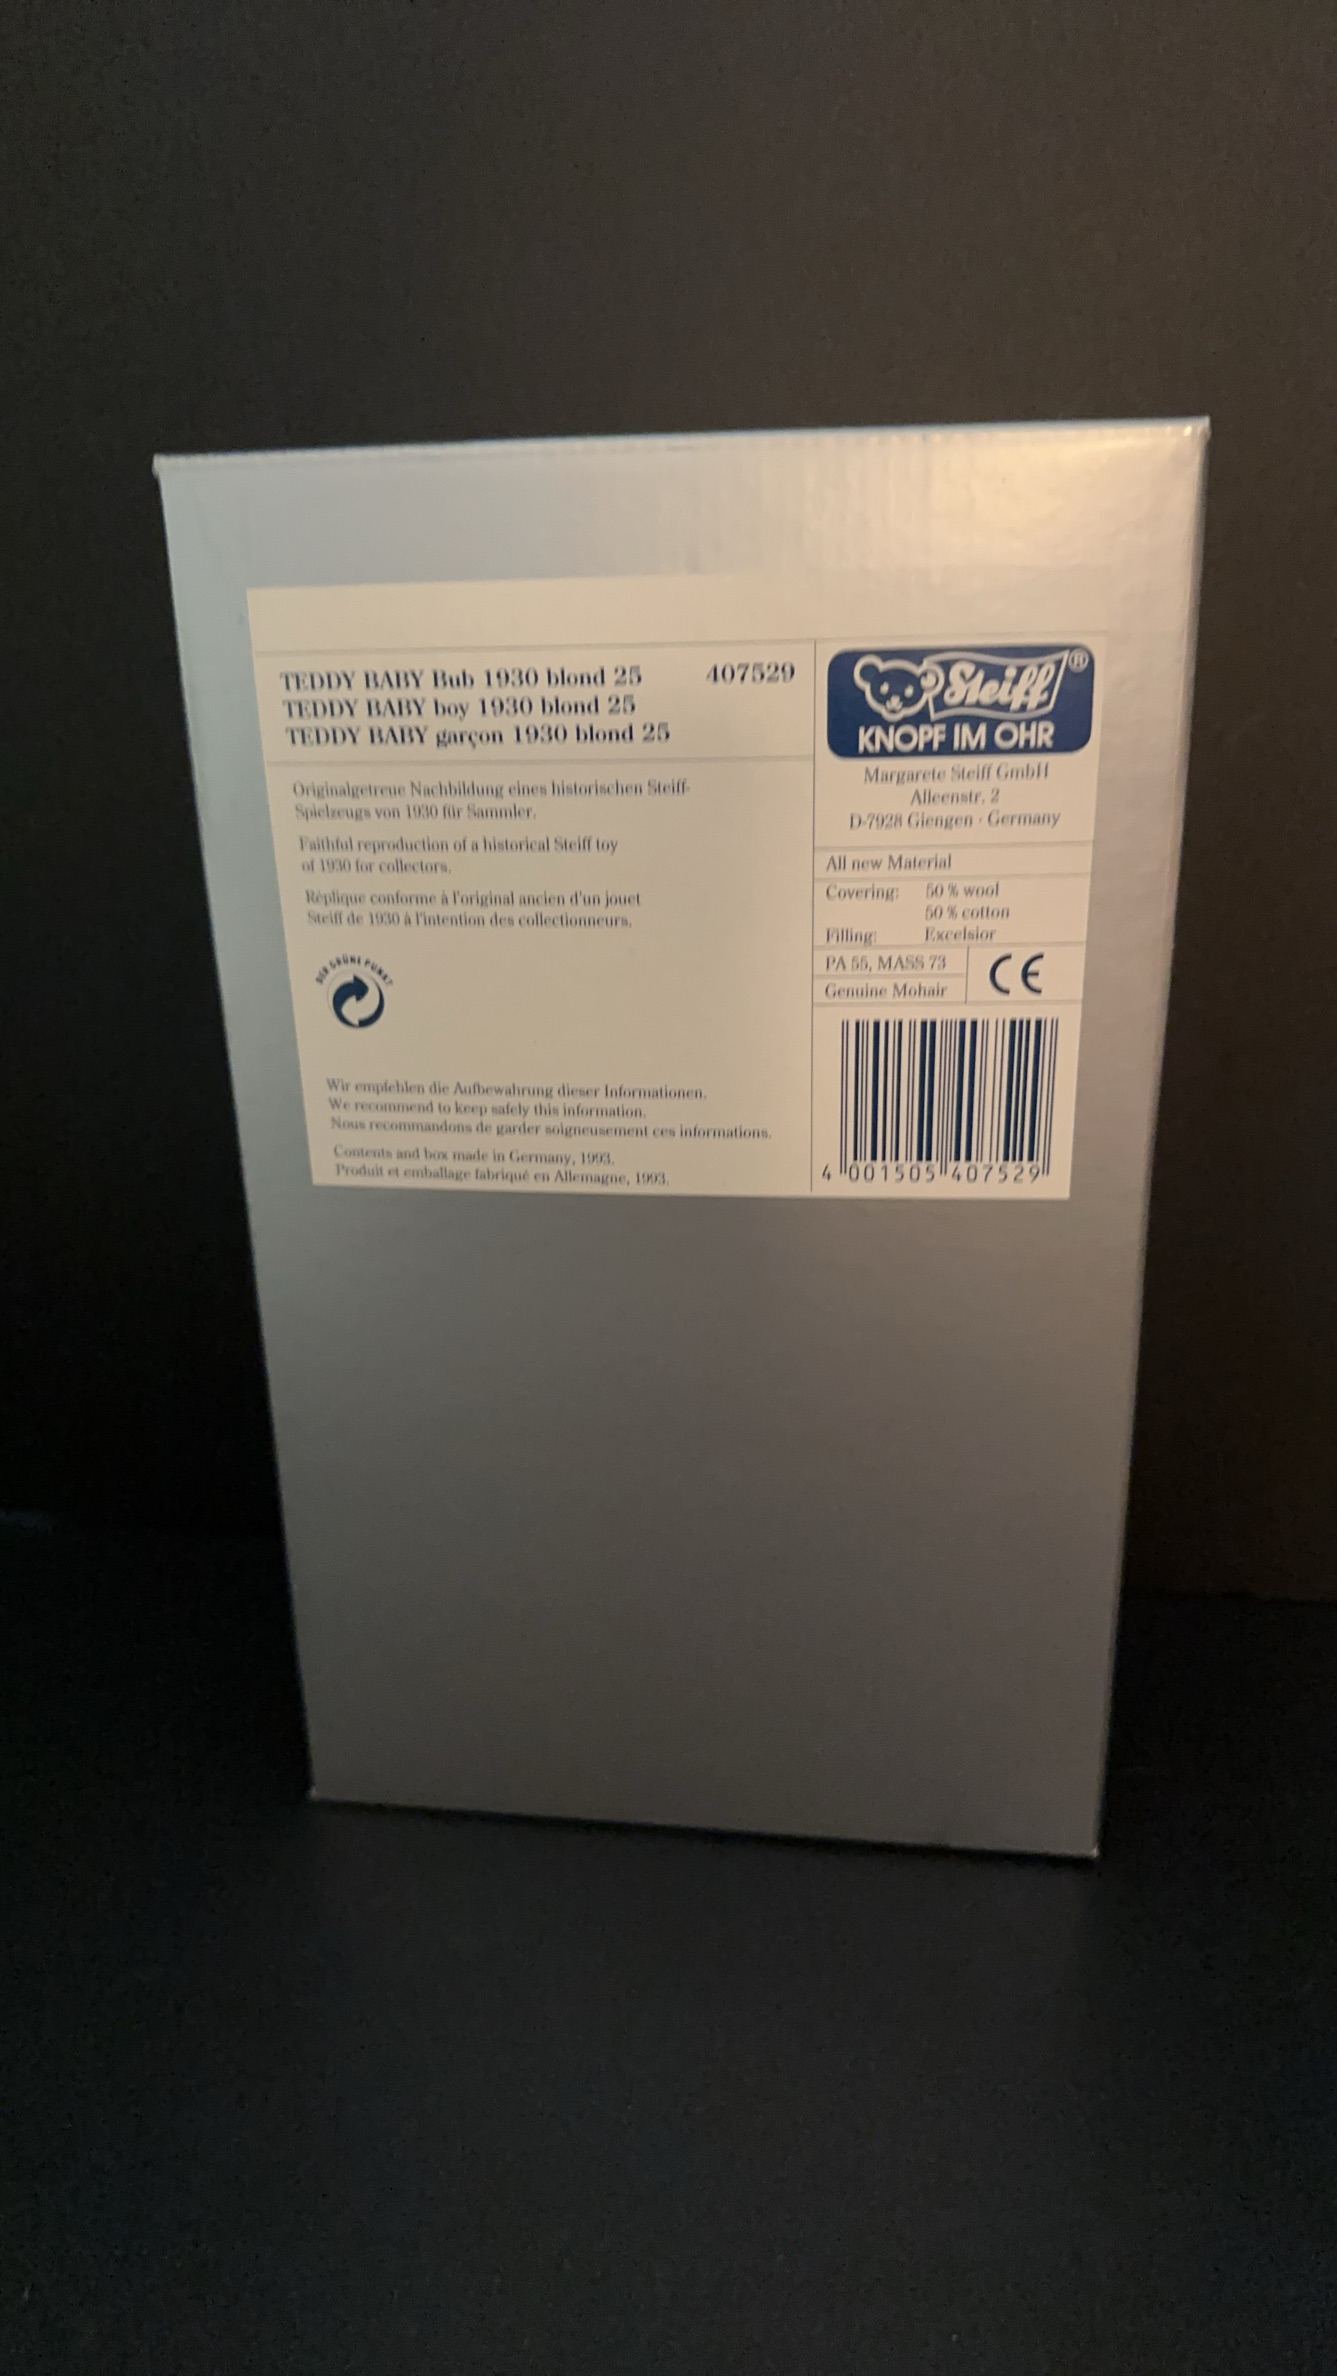 TEDDY BABY Bub 1930 blond 25 407529
TEDDY BABY boy 1930 blond 25
TEDDY BABY garçon 1930 blond 25
Originalgetreue Nachbildung eines historischen Steiff-
Spielzeugs von 1930 für Sammler.
Faithful reproduction of a historical Steiff toy
of 1930 for collectors.
Réplique conforme à l'original ancien d'un jouet
Steiff de 1930 à l'intention des collectionneurs.
DER GRÜNE PUNKT
Wir empfehlen die Aufbewahrung dieser Informationen.
We recommend to keep safely this information.
Nous recommandons de garder soigneusement ces informations.
Contents and box made in Germany, 1993.
Produit et emballage fabriqué en Allemagne, 1993.
Steiff®
KNOPF IM OHR
Margarete Steiff GmbH
Alleenstr. 2
D-7928 Giengen · Germany
All new Material
Covering: 50 % wool
50 % cotton
Filling: Excelsior
PA 55, MASS 73
Genuine Mohair
CE
4 001505 407529